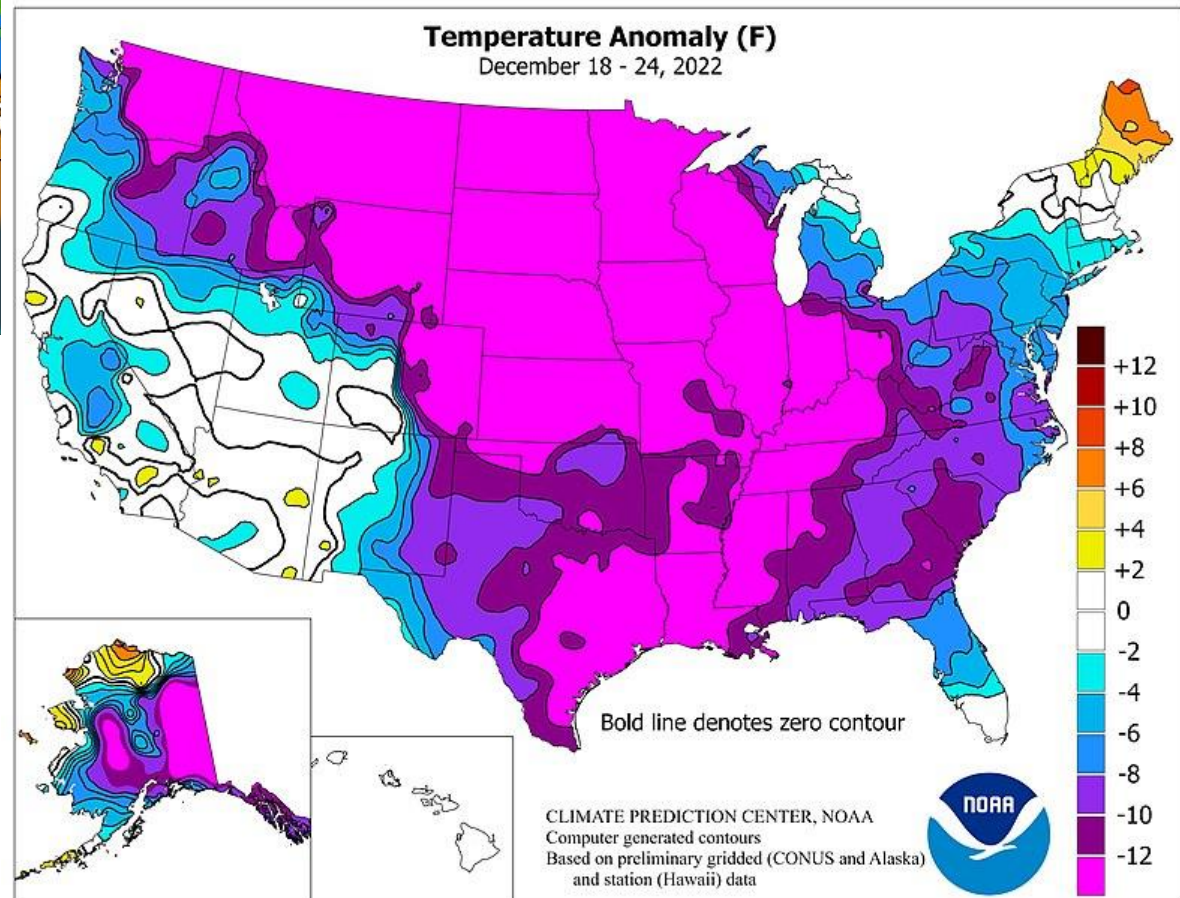 Temperature Anomaly (F)
December 18 - 24, 2022
+12
+10
+8
+6
+4
+2
0
-2
-4
-6
-8
-10
-12
Bold line denotes zero contour
CLIMATE PREDICTION CENTER, NOAA
Computer generated contours
Based on preliminary gridded (CONUS and Alaska)
and station (Hawaii) data
NOAA